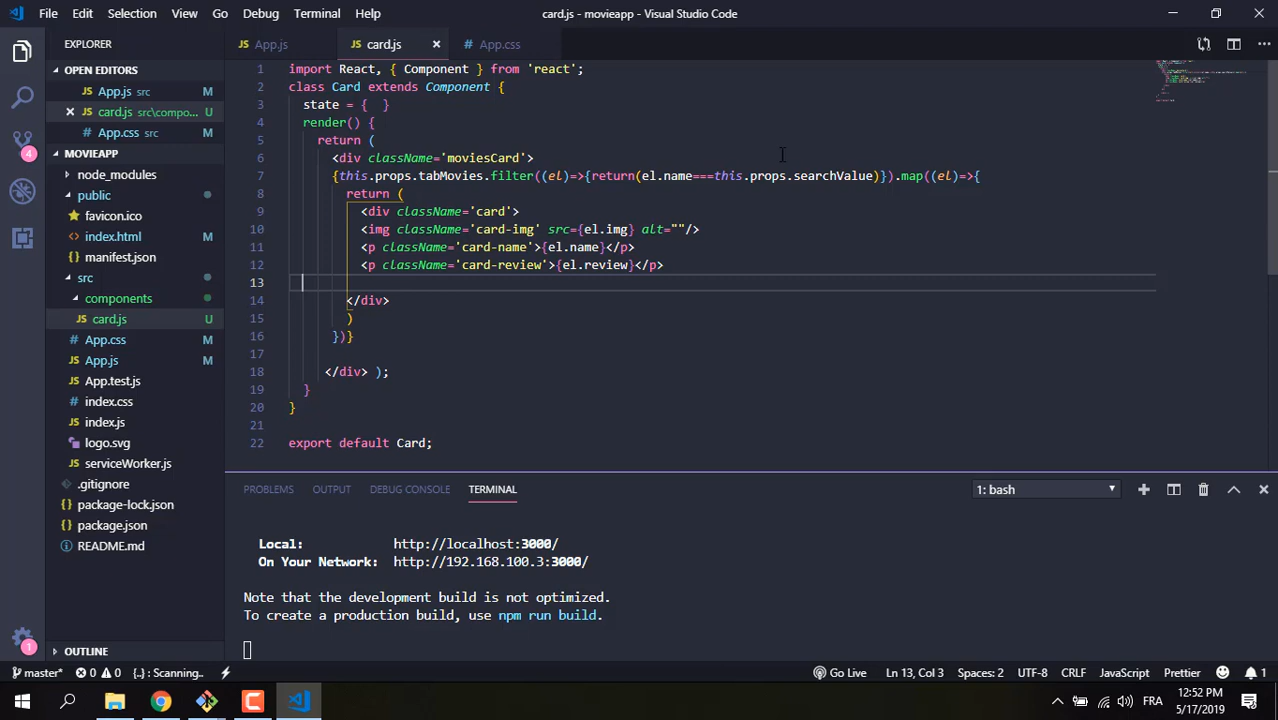 File Edit Selection View Go Debug Terminal Help
card.js - movieapp - Visual Studio Code
EXPLORER
OPEN EDITORS
App.js src
card.js src\compo... U
App.css src M
MOVIEAPP
node_modules
public
favicon.ico
index.html M
manifest.json
src
components
card.js U
App.css M
App.js M
App.test.js
index.css
index.js
logo.svg
serviceWorker.js
.gitignore
package-lock.json
package.json
README.md
OUTLINE
4
1
App.js card.js App.css
1 import React, { Component } from 'react';
2 class Card extends Component {
3 state = {  }
4 render() {
5 return (
6 <div className='moviesCard'>
7 {this.props.tabMovies.filter((el)=>{return(el.name===this.props.searchValue)}).map((el)=>{
8 return (
9 <div className='card'>
10 <img className='card-img' src={el.img} alt=""/>
11 <p className='card-name'>{el.name}</p>
12 <p className='card-review'>{el.review}</p>
13
14 </div>
15 )
16 })}
17
18 </div> );
19 }
20 }
21
22 export default Card;
PROBLEMS OUTPUT DEBUG CONSOLE TERMINAL
1: bash
Local: http://localhost:3000/
On Your Network: http://192.168.100.3:3000/
Note that the development build is not optimized.
To create a production build, use npm run build.
master* 0 0 {..} : Scanning.. Go Live Ln 13, Col 3 Spaces: 2 UTF-8 CRLF JavaScript Prettier 1
FRA
12:52 PM
5/17/2019